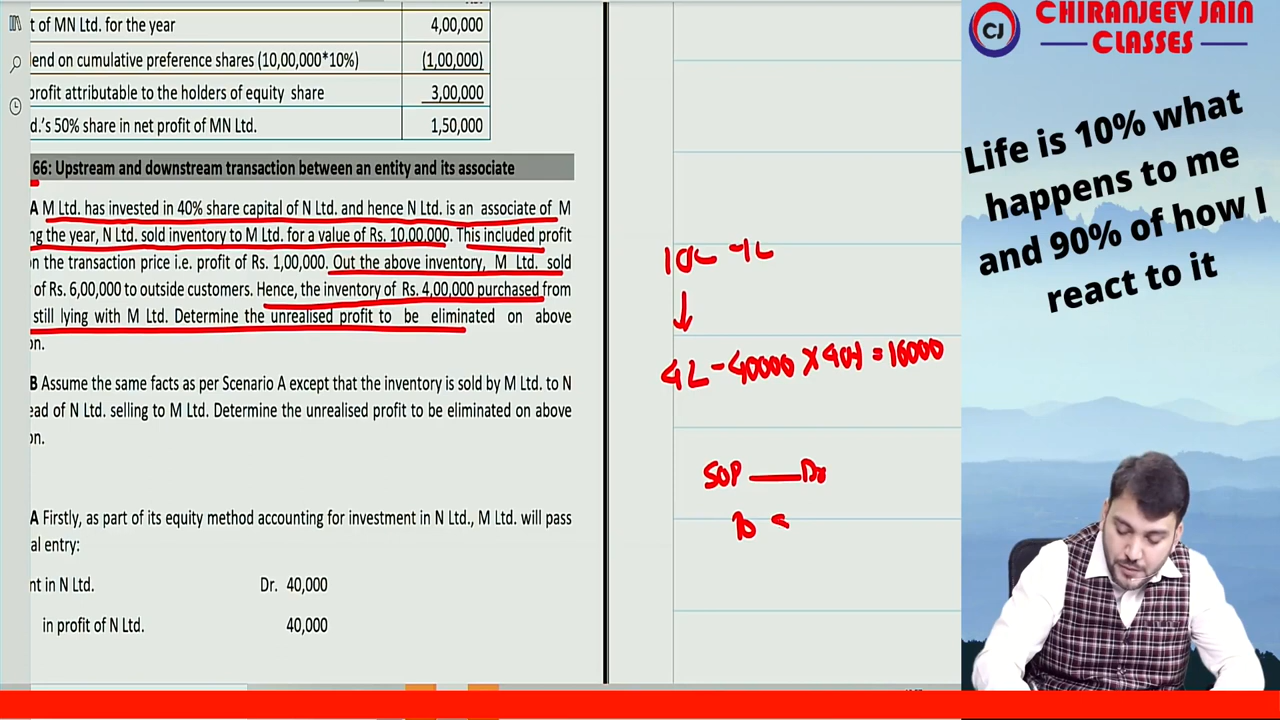 t of MN Ltd. for the year 4,00,000
lend on cumulative preference shares (10,00,000*10%) (1,00,000)
profit attributable to the holders of equity share 3,00,000
d.'s 50% share in net profit of MN Ltd. 1,50,000
66: Upstream and downstream transaction between an entity and its associate
A M Ltd. has invested in 40% share capital of N Ltd. and hence N Ltd. is an associate of M
ng the year, N Ltd. sold inventory to M Ltd. for a value of Rs. 10,00,000. This included profit
n the transaction price i.e. profit of Rs. 1,00,000. Out the above inventory, M Ltd. sold
of Rs. 6,00,000 to outside customers. Hence, the inventory of Rs. 4,00,000 purchased from
still lying with M Ltd. Determine the unrealised profit to be eliminated on above
on.
B Assume the same facts as per Scenario A except that the inventory is sold by M Ltd. to N
ead of N Ltd. selling to M Ltd. Determine the unrealised profit to be eliminated on above
on.
A Firstly, as part of its equity method accounting for investment in N Ltd., M Ltd. will pass
al entry:
nt in N Ltd. Dr. 40,000
in profit of N Ltd. 40,000
10L
4L - 40000 X 40% = 16000
SOP Dr
To
CJ
CHIRANJEEV JAIN
CLASSES
Life is 10% what
happens to me
and 90% of how I
react to it